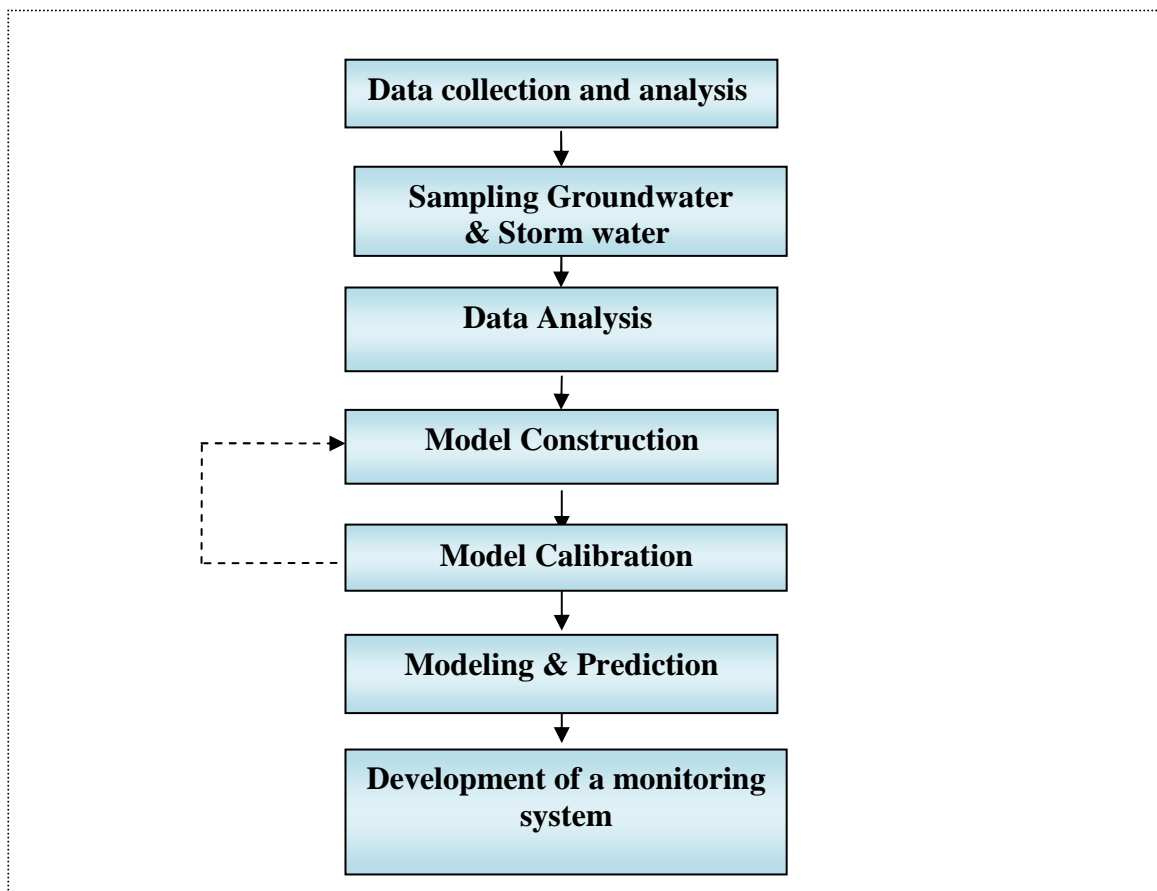 Data collection and analysis
Sampling Groundwater
& Storm water
Data Analysis
Model Construction
Model Calibration
Modeling & Prediction
Development of a monitoring
system